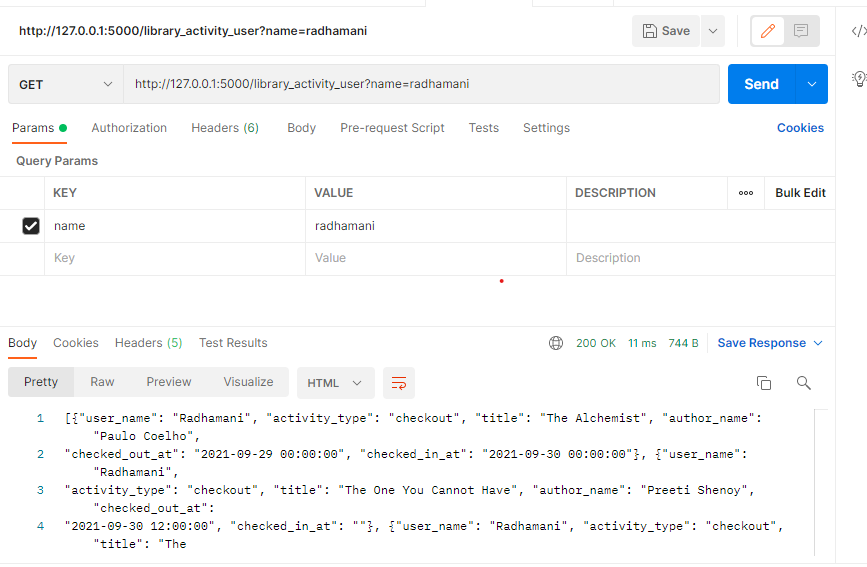 http://127.0.0.1:5000/library_activity_user?name=radhamani
Save
GET
http://127.0.0.1:5000/library_activity_user?name=radhamani
Send
Params
Authorization
Headers (6)
Body
Pre-request Script
Tests
Settings
Cookies
Query Params
KEY VALUE DESCRIPTION ooo Bulk Edit
name radhamani
Key Value Description
Body Cookies Headers (5) Test Results 200 OK 11 ms 744 B Save Response
Pretty Raw Preview Visualize HTML
1 [{"user_name": "Radhamani", "activity_type": "checkout", "title": "The Alchemist", "author_name":
"Paulo Coelho",
2 "checked_out_at": "2021-09-29 00:00:00", "checked_in_at": "2021-09-30 00:00:00"}, {"user_name":
"Radhamani",
3 "activity_type": "checkout", "title": "The One You Cannot Have", "author_name": "Preeti Shenoy",
"checked_out_at":
4 "2021-09-30 12:00:00", "checked_in_at": ""}, {"user_name": "Radhamani", "activity_type": "checkout",
"title": "The